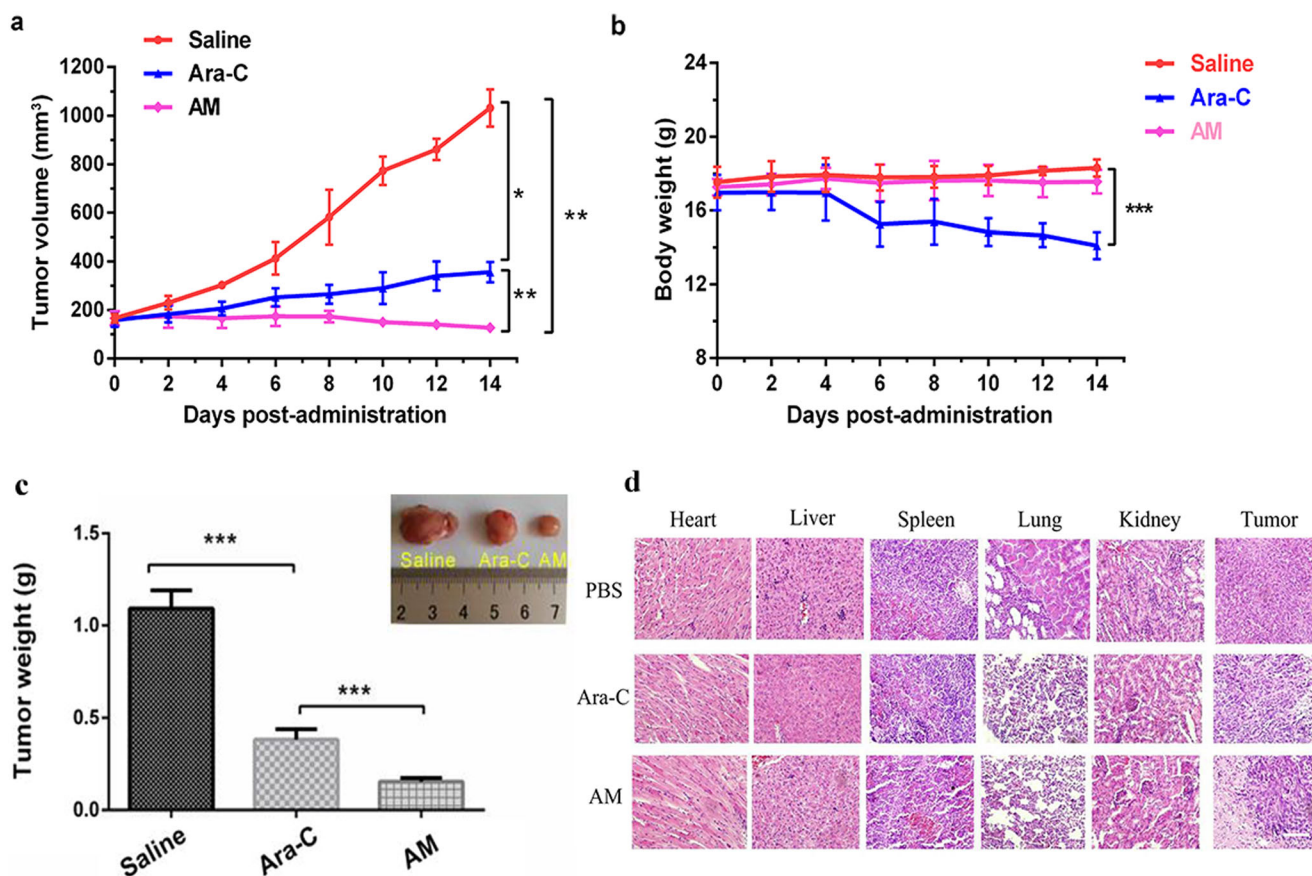 a
Saline
Ara-C
AM
1200
1000
800
600
400
200
0
Tumor volume (mm³)
0 2 4 6 8 10 12 14
Days post-administration
*
**
**
b
Saline
Ara-C
AM
24
20
16
12
8
Body weight (g)
0 2 4 6 8 10 12 14
Days post-administration
***
c
1.5
1.0
0.5
0.0
Tumor weight (g)
***
***
Saline Ara-C AM
Saline Ara-C AM
2 3 4 5 6 7
d
Heart Liver Spleen Lung Kidney Tumor
PBS
Ara-C
AM